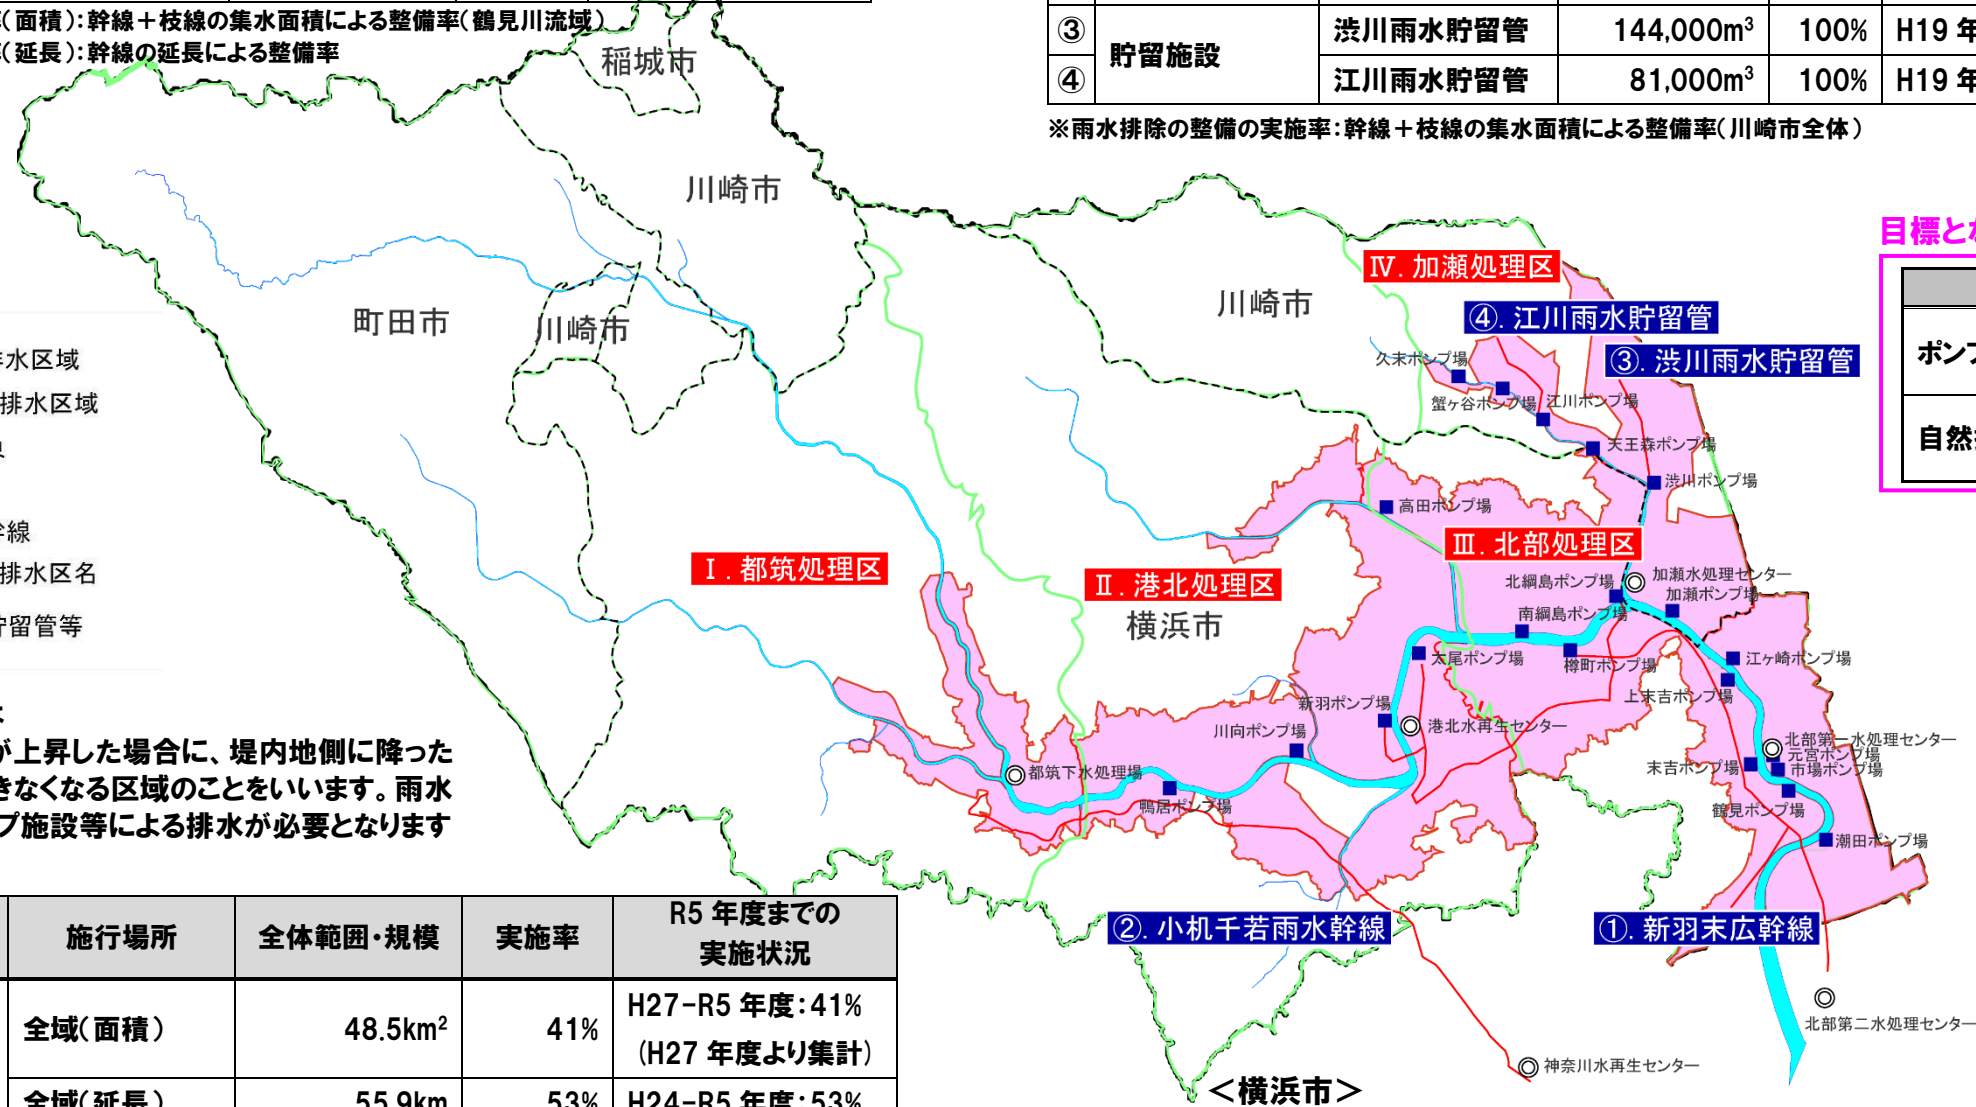 (面積):幹線+枝線の集水面積による整備率(鶴見川流域)
(延長):幹線の延長による整備率
③ 貯留施設 渋川雨水貯留管 144,000m³ 100% H19 年
④ 江川雨水貯留管 81,000m³ 100% H19 年
※雨水排除の整備の実施率:幹線+枝線の集水面積による整備率(川崎市全体)
稲城市
川崎市
目標と
Ⅳ. 加瀬処理区
川崎市
町田市
川崎市
④. 江川雨水貯留管
③. 渋川雨水貯留管
ポンプ
自然
水区域
排水区域
幹線
排水区名
貯留管等
久末ポンプ場
蟹ヶ谷ポンプ場
江川ポンプ場
天王森ポンプ場
渋川ポンプ場
高田ポンプ場
Ⅲ. 北部処理区
Ⅰ. 都筑処理区
Ⅱ. 港北処理区
横浜市
北綱島ポンプ場
加瀬水処理センター
加瀬ポンプ場
南綱島ポンプ場
太尾ポンプ場
樽町ポンプ場
江ヶ崎ポンプ場
上末吉ポンプ場
新羽ポンプ場
港北水再生センター
川向ポンプ場
北部第一水処理センター
元宮ポンプ場
末吉ポンプ場
市場ポンプ場
都筑下水処理場
鴨居ポンプ場
鶴見ポンプ場
潮田ポンプ場
が上昇した場合に、堤内地側に降った
きなくなる区域のことをいいます。雨水
プ施設等による排水が必要となります
②. 小机千若雨水幹線
①. 新羽末広幹線
北部第二水処理センター
神奈川水再生センター
<横浜市>
施行場所 全体範囲・規模 実施率 R5 年度までの
実施状況
全域(面積) 48.5km² 41% H27-R5 年度:41%
(H27 年度より集計)
全域(延長) 55.9km 53% H24-R5 年度:53%